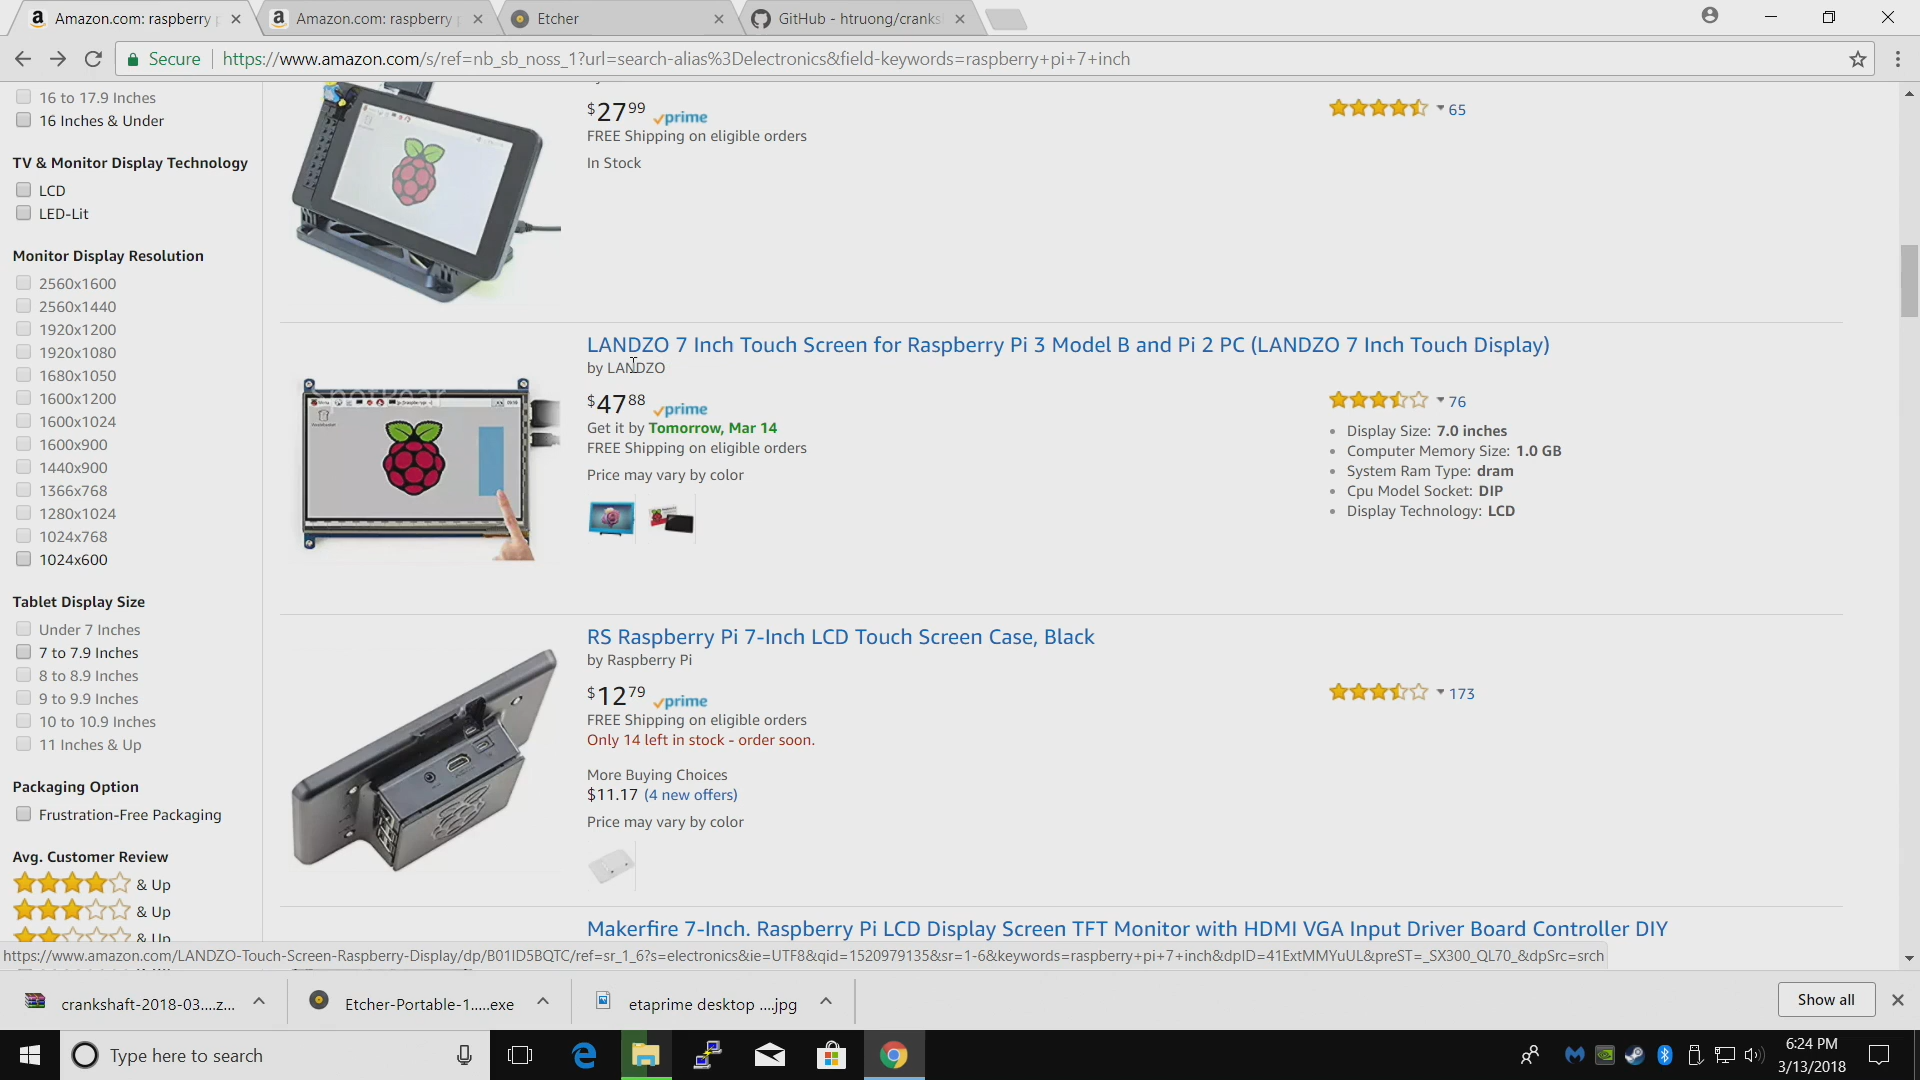 Amazon.com: raspberry p
Amazon.com: raspberry p
Etcher
GitHub - htruong/cranks
Secure
https://www.amazon.com/s/ref=nb_sb_noss_1?url=search-alias%3Delectronics&field-keywords=raspberry+pi+7+inch
16 to 17.9 Inches
16 Inches & Under
TV & Monitor Display Technology
LCD
LED-Lit
Monitor Display Resolution
2560x1600
2560x1440
1920x1200
1920x1080
1680x1050
1600x1200
1600x1024
1600x900
1440x900
1366x768
1280x1024
1024x768
1024x600
Tablet Display Size
Under 7 Inches
7 to 7.9 Inches
8 to 8.9 Inches
9 to 9.9 Inches
10 to 10.9 Inches
11 Inches & Up
Packaging Option
Frustration-Free Packaging
Avg. Customer Review
& Up
& Up
& Up
$27 99 prime
FREE Shipping on eligible orders
In Stock
65
LANDZO 7 Inch Touch Screen for Raspberry Pi 3 Model B and Pi 2 PC (LANDZO 7 Inch Touch Display)
by LANDZO
$47 88 prime
Get it by Tomorrow, Mar 14
FREE Shipping on eligible orders
Price may vary by color
76
Display Size: 7.0 inches
Computer Memory Size: 1.0 GB
System Ram Type: dram
Cpu Model Socket: DIP
Display Technology: LCD
RS Raspberry Pi 7-Inch LCD Touch Screen Case, Black
by Raspberry Pi
$12 79 prime
FREE Shipping on eligible orders
Only 14 left in stock - order soon.
More Buying Choices
$11.17 (4 new offers)
Price may vary by color
173
Makerfire 7-Inch. Raspberry Pi LCD Display Screen TFT Monitor with HDMI VGA Input Driver Board Controller DIY
https://www.amazon.com/LANDZO-Touch-Screen-Raspberry-Display/dp/B01ID5BQTC/ref=sr_1_6?s=electronics&ie=UTF8&qid=1520979135&sr=1-6&keywords=raspberry+pi+7+inch&dpID=41ExtMMYuUL&preST=_SX300_QL70_&dpSrc=srch
crankshaft-2018-03....z...
Etcher-Portable-1.....exe
etaprime desktop ....jpg
Show all
Type here to search
6:24 PM
3/13/2018